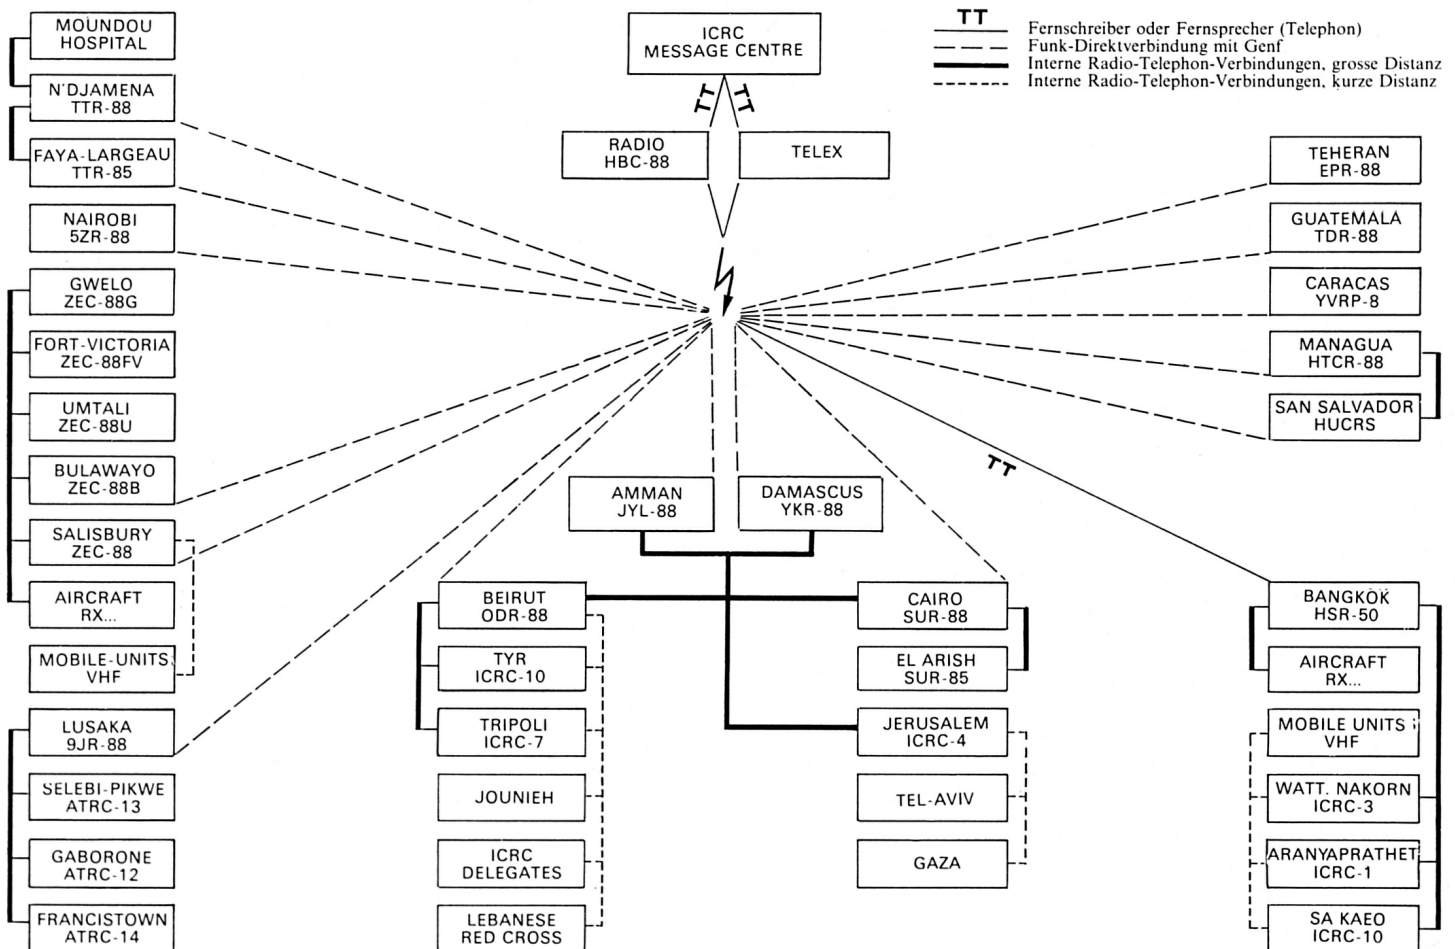 MOUNDOU
HOSPITAL
N'DJAMENA
TTR-88
FAYA-LARGEAU
TTR-85
NAIROBI
5ZR-88
GWELO
ZEC-88G
FORT-VICTORIA
ZEC-88FV
UMTALI
ZEC-88U
BULAWAYO
ZEC-88B
SALISBURY
ZEC-88
AIRCRAFT
RX...
MOBILE-UNITS
VHF
LUSAKA
9JR-88
SELEBI-PIKWE
ATRC-13
GABORONE
ATRC-12
FRANCISTOWN
ATRC-14
ICRC
MESSAGE CENTRE
TT
TT
RADIO
HBC-88
TELEX
AMMAN
JYL-88
DAMASCUS
YKR-88
BEIRUT
ODR-88
TYR
ICRC-10
TRIPOLI
ICRC-7
JOUNIEH
ICRC
DELEGATES
LEBANESE
RED CROSS
CAIRO
SUR-88
EL ARISH
SUR-85
JERUSALEM
ICRC-4
TEL-AVIV
GAZA
TT
Fernschreiber oder Fernsprecher (Telephon)
Funk-Direktverbindung mit Genf
Interne Radio-Telephon-Verbindungen, grosse Distanz
Interne Radio-Telephon-Verbindungen, kurze Distanz
TEHERAN
EPR-88
GUATEMALA
TDR-88
CARACAS
YVRP-8
MANAGUA
HTCR-88
SAN SALVADOR
HUCRS
TT
BANGKOK
HSR-50
AIRCRAFT
RX...
MOBILE UNITS
VHF
WATT. NAKORN
ICRC-3
ARANYAPRATHET
ICRC-1
SA KAEO
ICRC-10